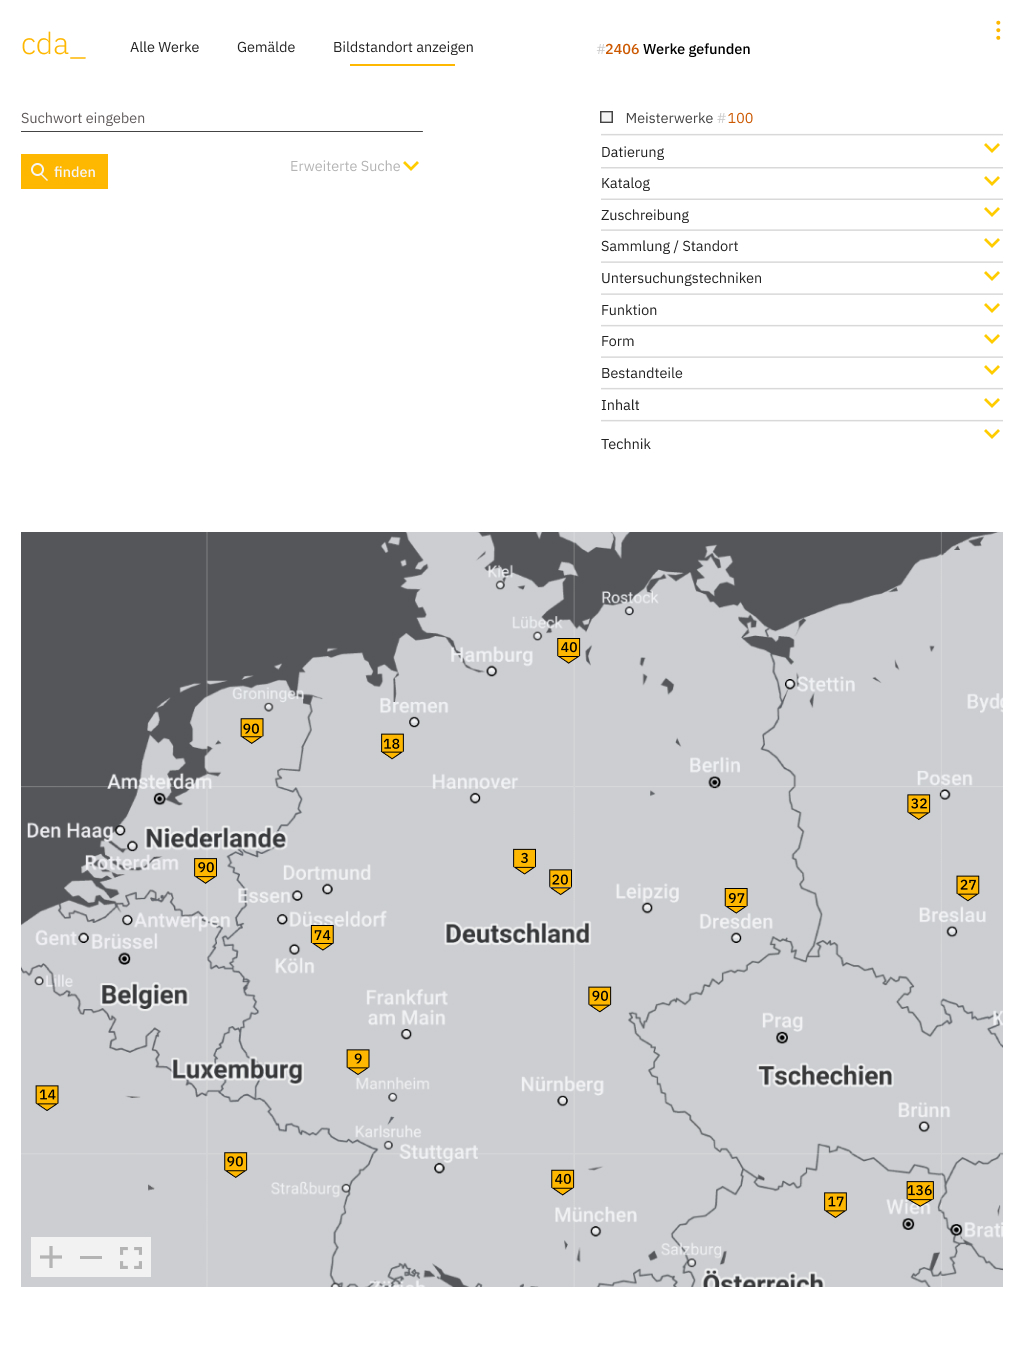 cda_
Alle Werke
Gemälde
Bildstandort anzeigen
#2406 Werke gefunden
Suchwort eingeben
finden
Erweiterte Suche
Meisterwerke #100
Datierung
Katalog
Zuschreibung
Sammlung / Standort
Untersuchungstechniken
Funktion
Form
Bestandteile
Inhalt
Technik
Kiel
Rostock
Lübeck
40
Hamburg
Stettin
Groningen
Bydg
Bremen
90
18
Berlin
Amsterdam
Hannover
Posen
32
Den Haag
Niederlande
Rotterdam
90
3
Dortmund
20
27
Essen
Leipzig
97
Antwerpen
Düsseldorf
Dresden
Breslau
Gent
Brüssel
74
Deutschland
Köln
Lille
Belgien
Frankfurt
am Main
90
Prag
9
Luxemburg
Tschechien
Mannheim
Nürnberg
14
Brünn
Karlsruhe
Stuttgart
90
40
136
Straßburg
17
Wien
München
Brati
Salzburg
Österreich
Zürich